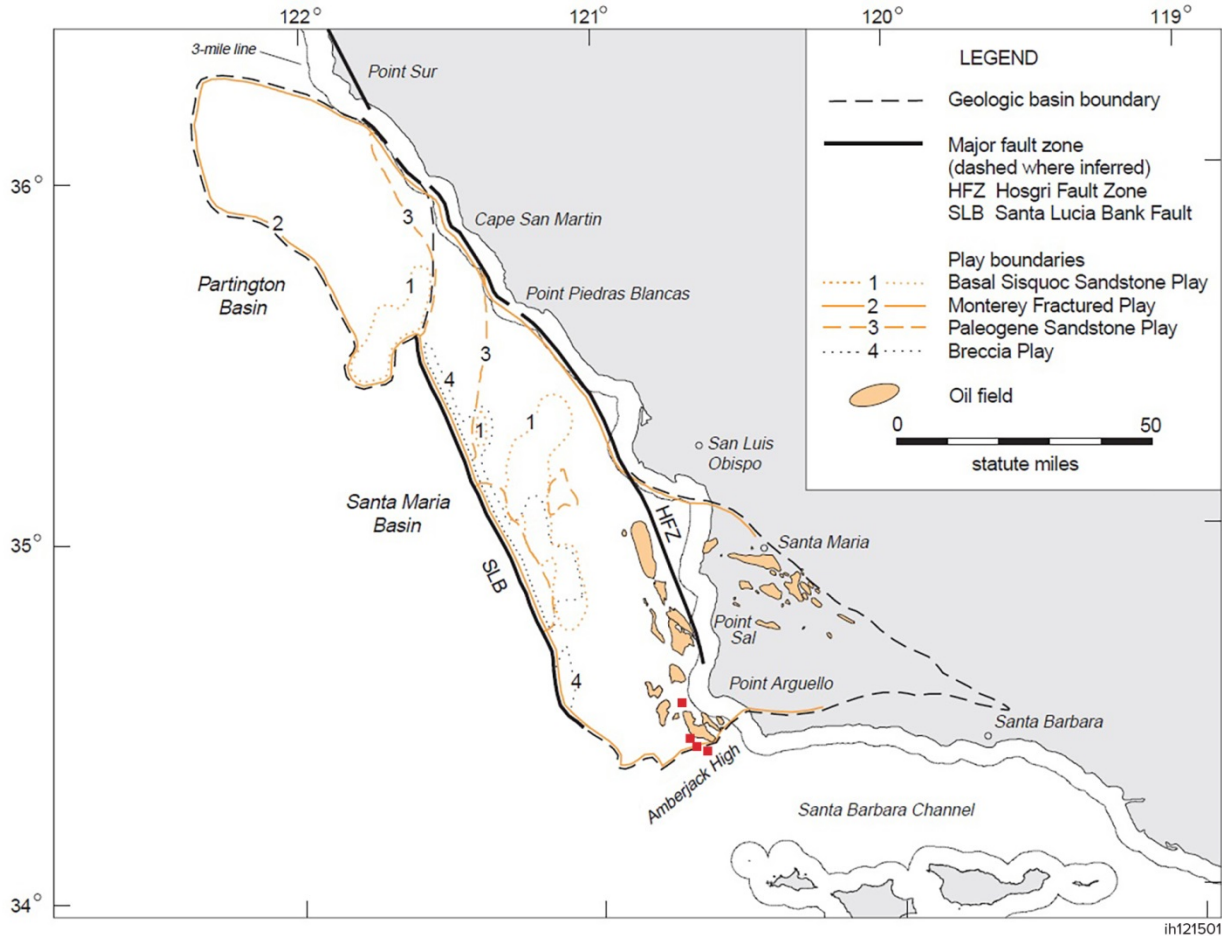 122° 121° 120° 119°
3-mile line
Point Sur
LEGEND
Geologic basin boundary
Major fault zone
(dashed where inferred)
HFZ Hosgri Fault Zone
SLB Santa Lucia Bank Fault
Play boundaries
1 Basal Sisquoc Sandstone Play
2 Monterey Fractured Play
3 Paleogene Sandstone Play
4 Breccia Play
Oil field
0 50
statute miles
36°
2
3
Cape San Martin
Partington
Basin
1
Point Piedras Blancas
3
4
1
1
San Luis
Obispo
Santa Maria
Basin
HFZ
35°
Santa Maria
SLB
Point
Sal
4
Point Arguello
Santa Barbara
Amberjack High
Santa Barbara Channel
34°
ih121501